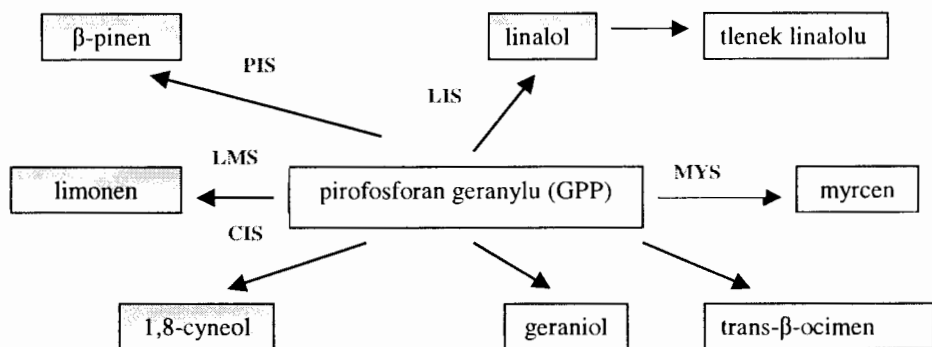 β-pinen
linalol
tlenek linalolu
PIS
LIS
LMS
MYS
limonen
pirofosforan geranylu (GPP)
myrcen
CIS
1,8-cyneol
geraniol
trans-β-ocimen